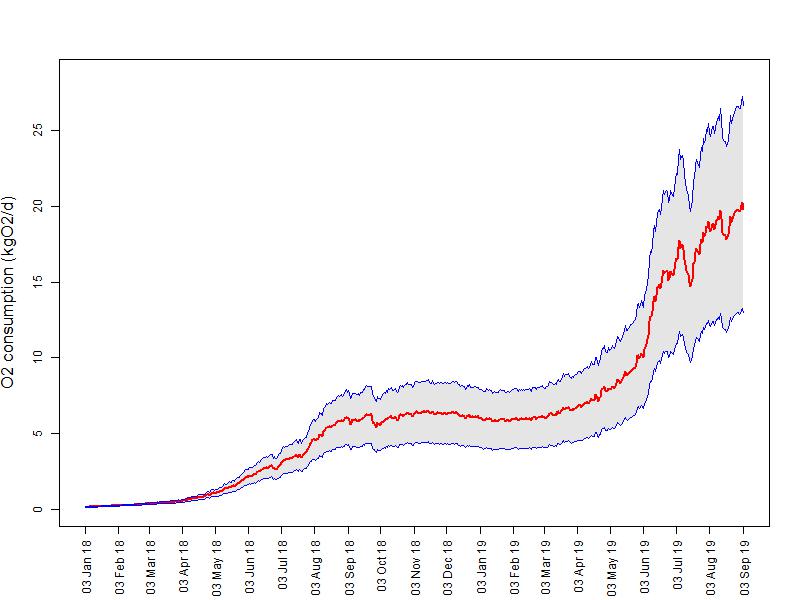 O2 consumption (kgO2/d)
25
20
15
10
5
0
03 Jan 18
03 Feb 18
03 Mar 18
03 Apr 18
03 May 18
03 Jun 18
03 Jul 18
03 Aug 18
03 Sep 18
03 Oct 18
03 Nov 18
03 Dec 18
03 Jan 19
03 Feb 19
03 Mar 19
03 Apr 19
03 May 19
03 Jun 19
03 Jul 19
03 Aug 19
03 Sep 19